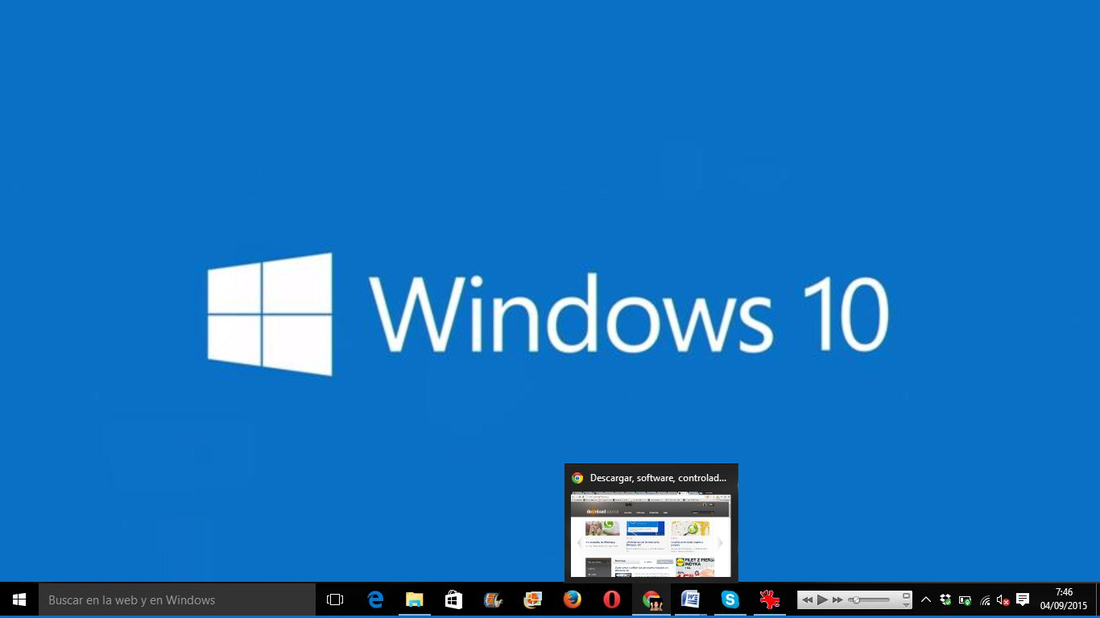 Windows 10
Descargar, software, controlad...
Buscar en la web y en Windows
7:46
04/09/2015